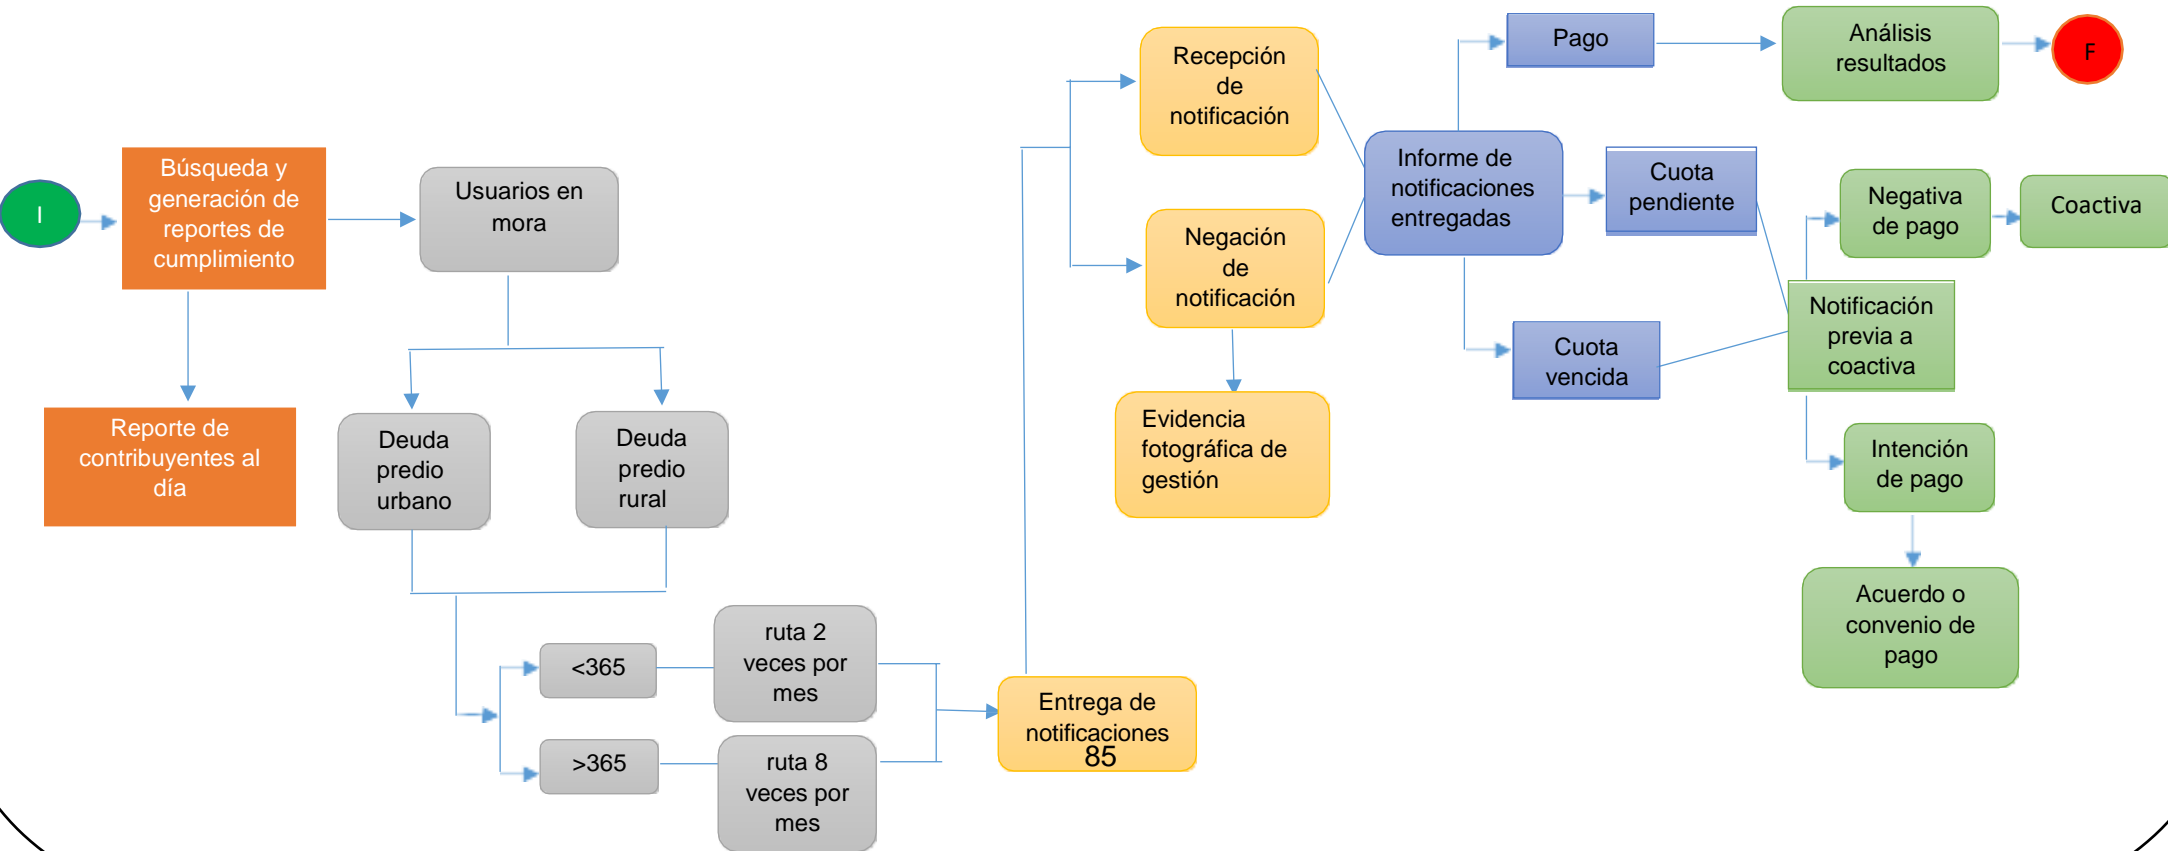 I
Búsqueda y
generación de
reportes de
cumplimiento
Reporte de
contribuyentes al
día
Usuarios en
mora
Deuda
predio
urbano
Deuda
predio
rural
<365
ruta 2
veces por
mes
>365
ruta 8
veces por
mes
Entrega de
notificaciones
85
Recepción
de
notificación
Negación
de
notificación
Evidencia
fotográfica de
gestión
Informe de
notificaciones
entregadas
Pago
Cuota
pendiente
Cuota
vencida
Análisis
resultados
F
Negativa
de pago
Coactiva
Notificación
previa a
coactiva
Intención
de pago
Acuerdo o
convenio de
pago